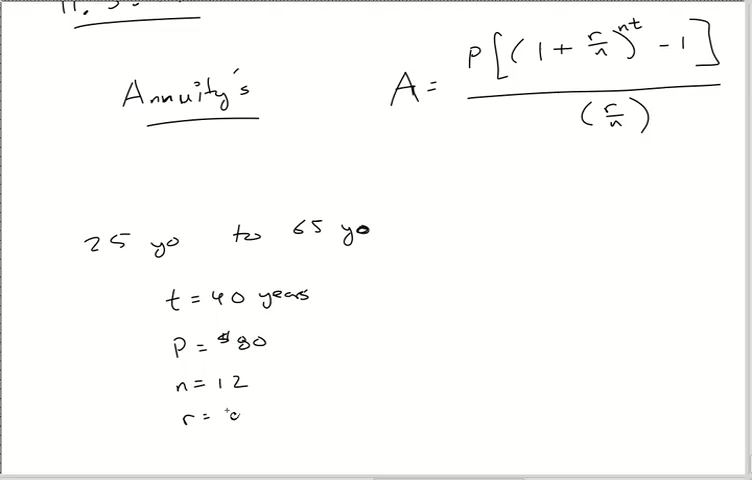 Annuity's
A = P[(1 + r/n)^nt - 1] / (r/n)
25 yo to 65 yo
t = 40 years
P = $80
n = 12
r =